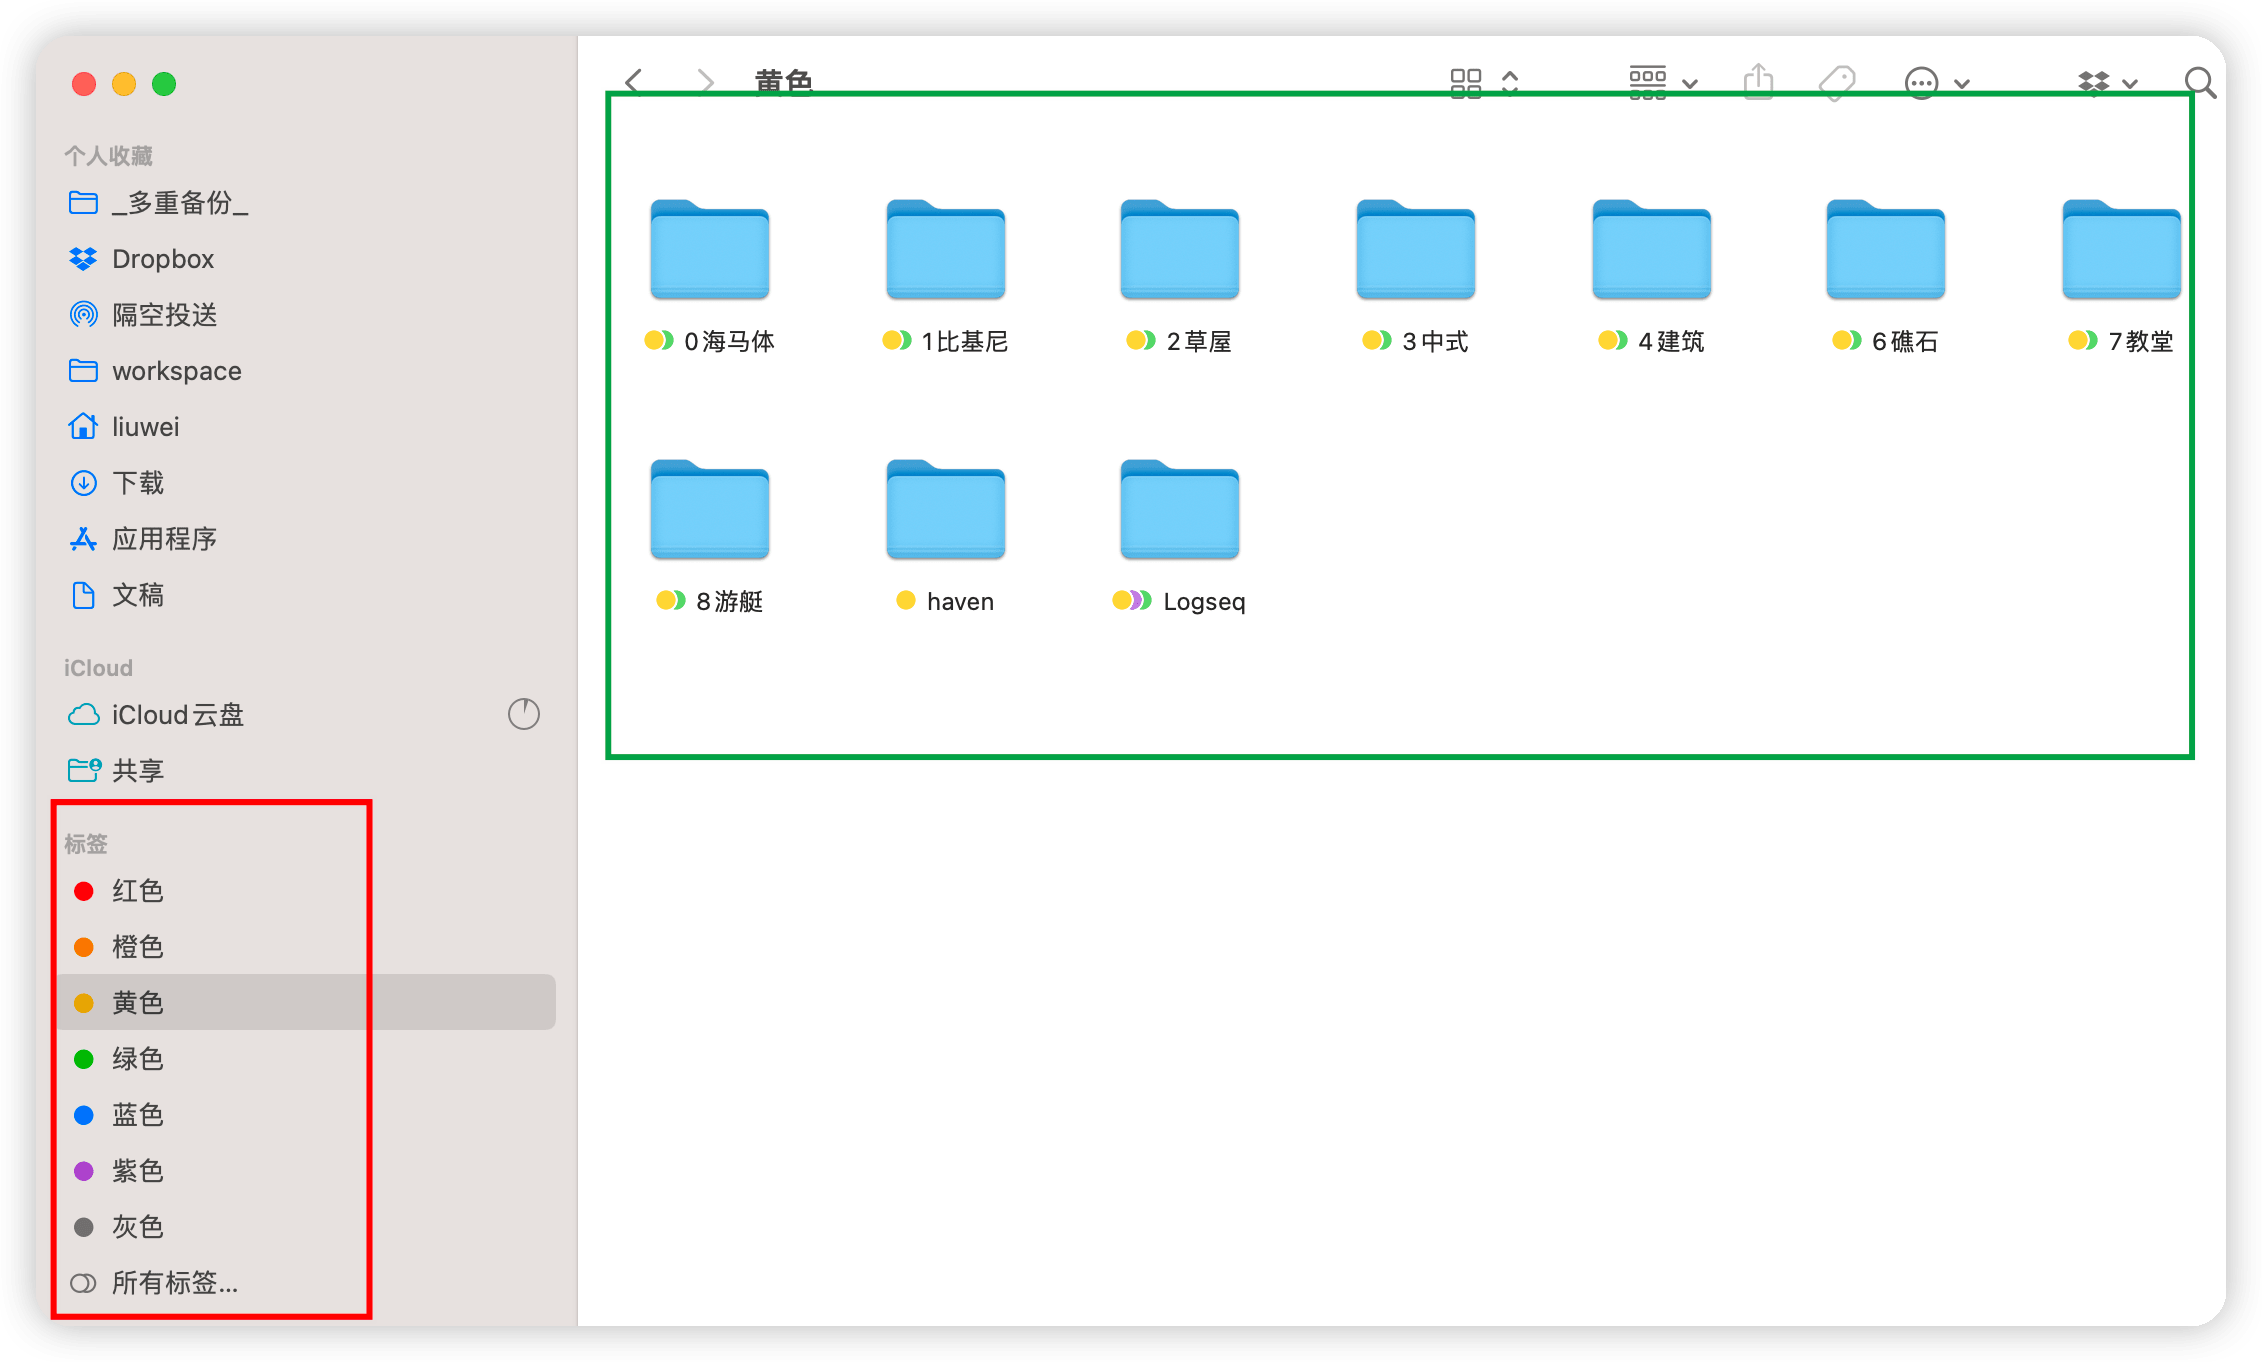 黄色
个人收藏
_多重备份_
Dropbox
隔空投送
workspace
liuwei
下载
应用程序
文稿
iCloud
iCloud云盘
共享
标签
红色
橙色
黄色
绿色
蓝色
紫色
灰色
所有标签...
0海马体
1比基尼
2草屋
3中式
4建筑
6礁石
7教堂
8游艇
haven
Logseq